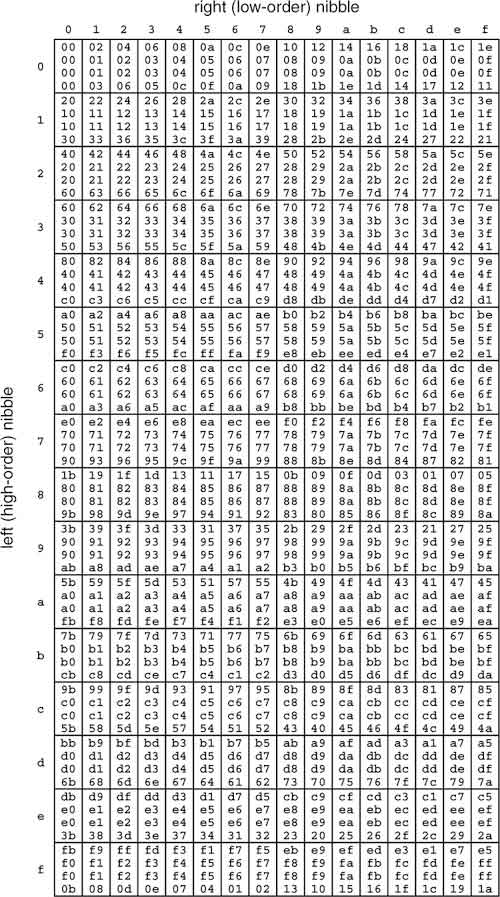 right (low-order) nibble
0 1 2 3 4 5 6 7 8 9 a b c d e f
left (high-order) nibble
0
00 02 04 06 08 0a 0c 0e 10 12 14 16 18 1a 1c 1e
00 01 02 03 04 05 06 07 08 09 0a 0b 0c 0d 0e 0f
00 01 02 03 04 05 06 07 08 09 0a 0b 0c 0d 0e 0f
00 03 06 05 0c 0f 0a 09 18 1b 1e 1d 14 17 12 11
1
20 22 24 26 28 2a 2c 2e 30 32 34 36 38 3a 3c 3e
10 11 12 13 14 15 16 17 18 19 1a 1b 1c 1d 1e 1f
10 11 12 13 14 15 16 17 18 19 1a 1b 1c 1d 1e 1f
30 33 36 35 3c 3f 3a 39 28 2b 2e 2d 24 27 22 21
2
40 42 44 46 48 4a 4c 4e 50 52 54 56 58 5a 5c 5e
20 21 22 23 24 25 26 27 28 29 2a 2b 2c 2d 2e 2f
20 21 22 23 24 25 26 27 28 29 2a 2b 2c 2d 2e 2f
60 63 66 65 6c 6f 6a 69 78 7b 7e 7d 74 77 72 71
3
60 62 64 66 68 6a 6c 6e 70 72 74 76 78 7a 7c 7e
30 31 32 33 34 35 36 37 38 39 3a 3b 3c 3d 3e 3f
30 31 32 33 34 35 36 37 38 39 3a 3b 3c 3d 3e 3f
50 53 56 55 5c 5f 5a 59 48 4b 4e 4d 44 47 42 41
4
80 82 84 86 88 8a 8c 8e 90 92 94 96 98 9a 9c 9e
40 41 42 43 44 45 46 47 48 49 4a 4b 4c 4d 4e 4f
40 41 42 43 44 45 46 47 48 49 4a 4b 4c 4d 4e 4f
c0 c3 c6 c5 cc cf ca c9 d8 db de dd d4 d7 d2 d1
5
a0 a2 a4 a6 a8 aa ac ae b0 b2 b4 b6 b8 ba bc be
50 51 52 53 54 55 56 57 58 59 5a 5b 5c 5d 5e 5f
50 51 52 53 54 55 56 57 58 59 5a 5b 5c 5d 5e 5f
f0 f3 f6 f5 fc ff fa f9 e8 eb ee ed e4 e7 e2 e1
6
c0 c2 c4 c6 c8 ca cc ce d0 d2 d4 d6 d8 da dc de
60 61 62 63 64 65 66 67 68 69 6a 6b 6c 6d 6e 6f
60 61 62 63 64 65 66 67 68 69 6a 6b 6c 6d 6e 6f
a0 a3 a6 a5 ac af aa a9 b8 bb be bd b4 b7 b2 b1
7
e0 e2 e4 e6 e8 ea ec ee f0 f2 f4 f6 f8 fa fc fe
70 71 72 73 74 75 76 77 78 79 7a 7b 7c 7d 7e 7f
70 71 72 73 74 75 76 77 78 79 7a 7b 7c 7d 7e 7f
90 93 96 95 9c 9f 9a 99 88 8b 8e 8d 84 87 82 81
8
1b 19 1f 1d 13 11 17 15 0b 09 0f 0d 03 01 07 05
80 81 82 83 84 85 86 87 88 89 8a 8b 8c 8d 8e 8f
80 81 82 83 84 85 86 87 88 89 8a 8b 8c 8d 8e 8f
9b 98 9d 9e 97 94 91 92 83 80 85 86 8f 8c 89 8a
9
3b 39 3f 3d 33 31 37 35 2b 29 2f 2d 23 21 27 25
90 91 92 93 94 95 96 97 98 99 9a 9b 9c 9d 9e 9f
90 91 92 93 94 95 96 97 98 99 9a 9b 9c 9d 9e 9f
ab a8 ad ae a7 a4 a1 a2 b3 b0 b5 b6 bf bc b9 ba
a
5b 59 5f 5d 53 51 57 55 4b 49 4f 4d 43 41 47 45
a0 a1 a2 a3 a4 a5 a6 a7 a8 a9 aa ab ac ad ae af
a0 a1 a2 a3 a4 a5 a6 a7 a8 a9 aa ab ac ad ae af
fb f8 fd fe f7 f4 f1 f2 e3 e0 e5 e6 ef ec e9 ea
b
7b 79 7f 7d 73 71 77 75 6b 69 6f 6d 63 61 67 65
b0 b1 b2 b3 b4 b5 b6 b7 b8 b9 ba bb bc bd be bf
b0 b1 b2 b3 b4 b5 b6 b7 b8 b9 ba bb bc bd be bf
cb c8 cd ce c7 c4 c1 c2 d3 d0 d5 d6 df dc d9 da
c
9b 99 9f 9d 93 91 97 95 8b 89 8f 8d 83 81 87 85
c0 c1 c2 c3 c4 c5 c6 c7 c8 c9 ca cb cc cd ce cf
c0 c1 c2 c3 c4 c5 c6 c7 c8 c9 ca cb cc cd ce cf
5b 58 5d 5e 57 54 51 52 43 40 45 46 4f 4c 49 4a
d
bb b9 bf bd b3 b1 b7 b5 ab a9 af ad a3 a1 a7 a5
d0 d1 d2 d3 d4 d5 d6 d7 d8 d9 da db dc dd de df
d0 d1 d2 d3 d4 d5 d6 d7 d8 d9 da db dc dd de df
6b 68 6d 6e 67 64 61 62 73 70 75 76 7f 7c 79 7a
e
db d9 df dd d3 d1 d7 d5 cb c9 cf cd c3 c1 c7 c5
e0 e1 e2 e3 e4 e5 e6 e7 e8 e9 ea eb ec ed ee ef
e0 e1 e2 e3 e4 e5 e6 e7 e8 e9 ea eb ec ed ee ef
3b 38 3d 3e 37 34 31 32 23 20 25 26 2f 2c 29 2a
f
fb f9 ff fd f3 f1 f7 f5 eb e9 ef ed e3 e1 e7 e5
f0 f1 f2 f3 f4 f5 f6 f7 f8 f9 fa fb fc fd fe ff
f0 f1 f2 f3 f4 f5 f6 f7 f8 f9 fa fb fc fd fe ff
0b 08 0d 0e 07 04 01 02 13 10 15 16 1f 1c 19 1a